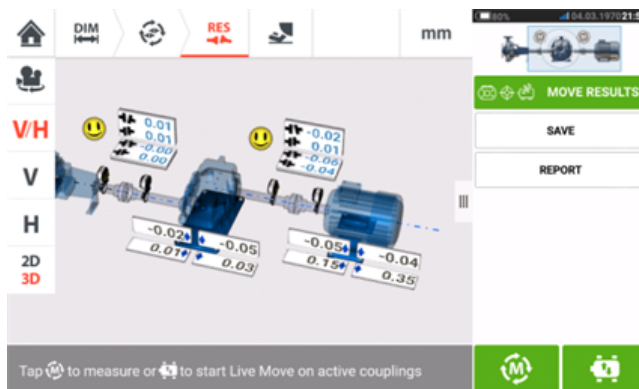 DIM
RES
mm
80%
04.03.1970 21:5
V/H
V
H
2D
3D
0.01
0.01
-0.00
0.00
-0.02
0.01
-0.06
-0.04
-0.02
-0.05
0.01
0.03
-0.05
-0.04
0.15
0.35
MOVE RESULTS
SAVE
REPORT
Tap M to measure or to start Live Move on active couplings
M